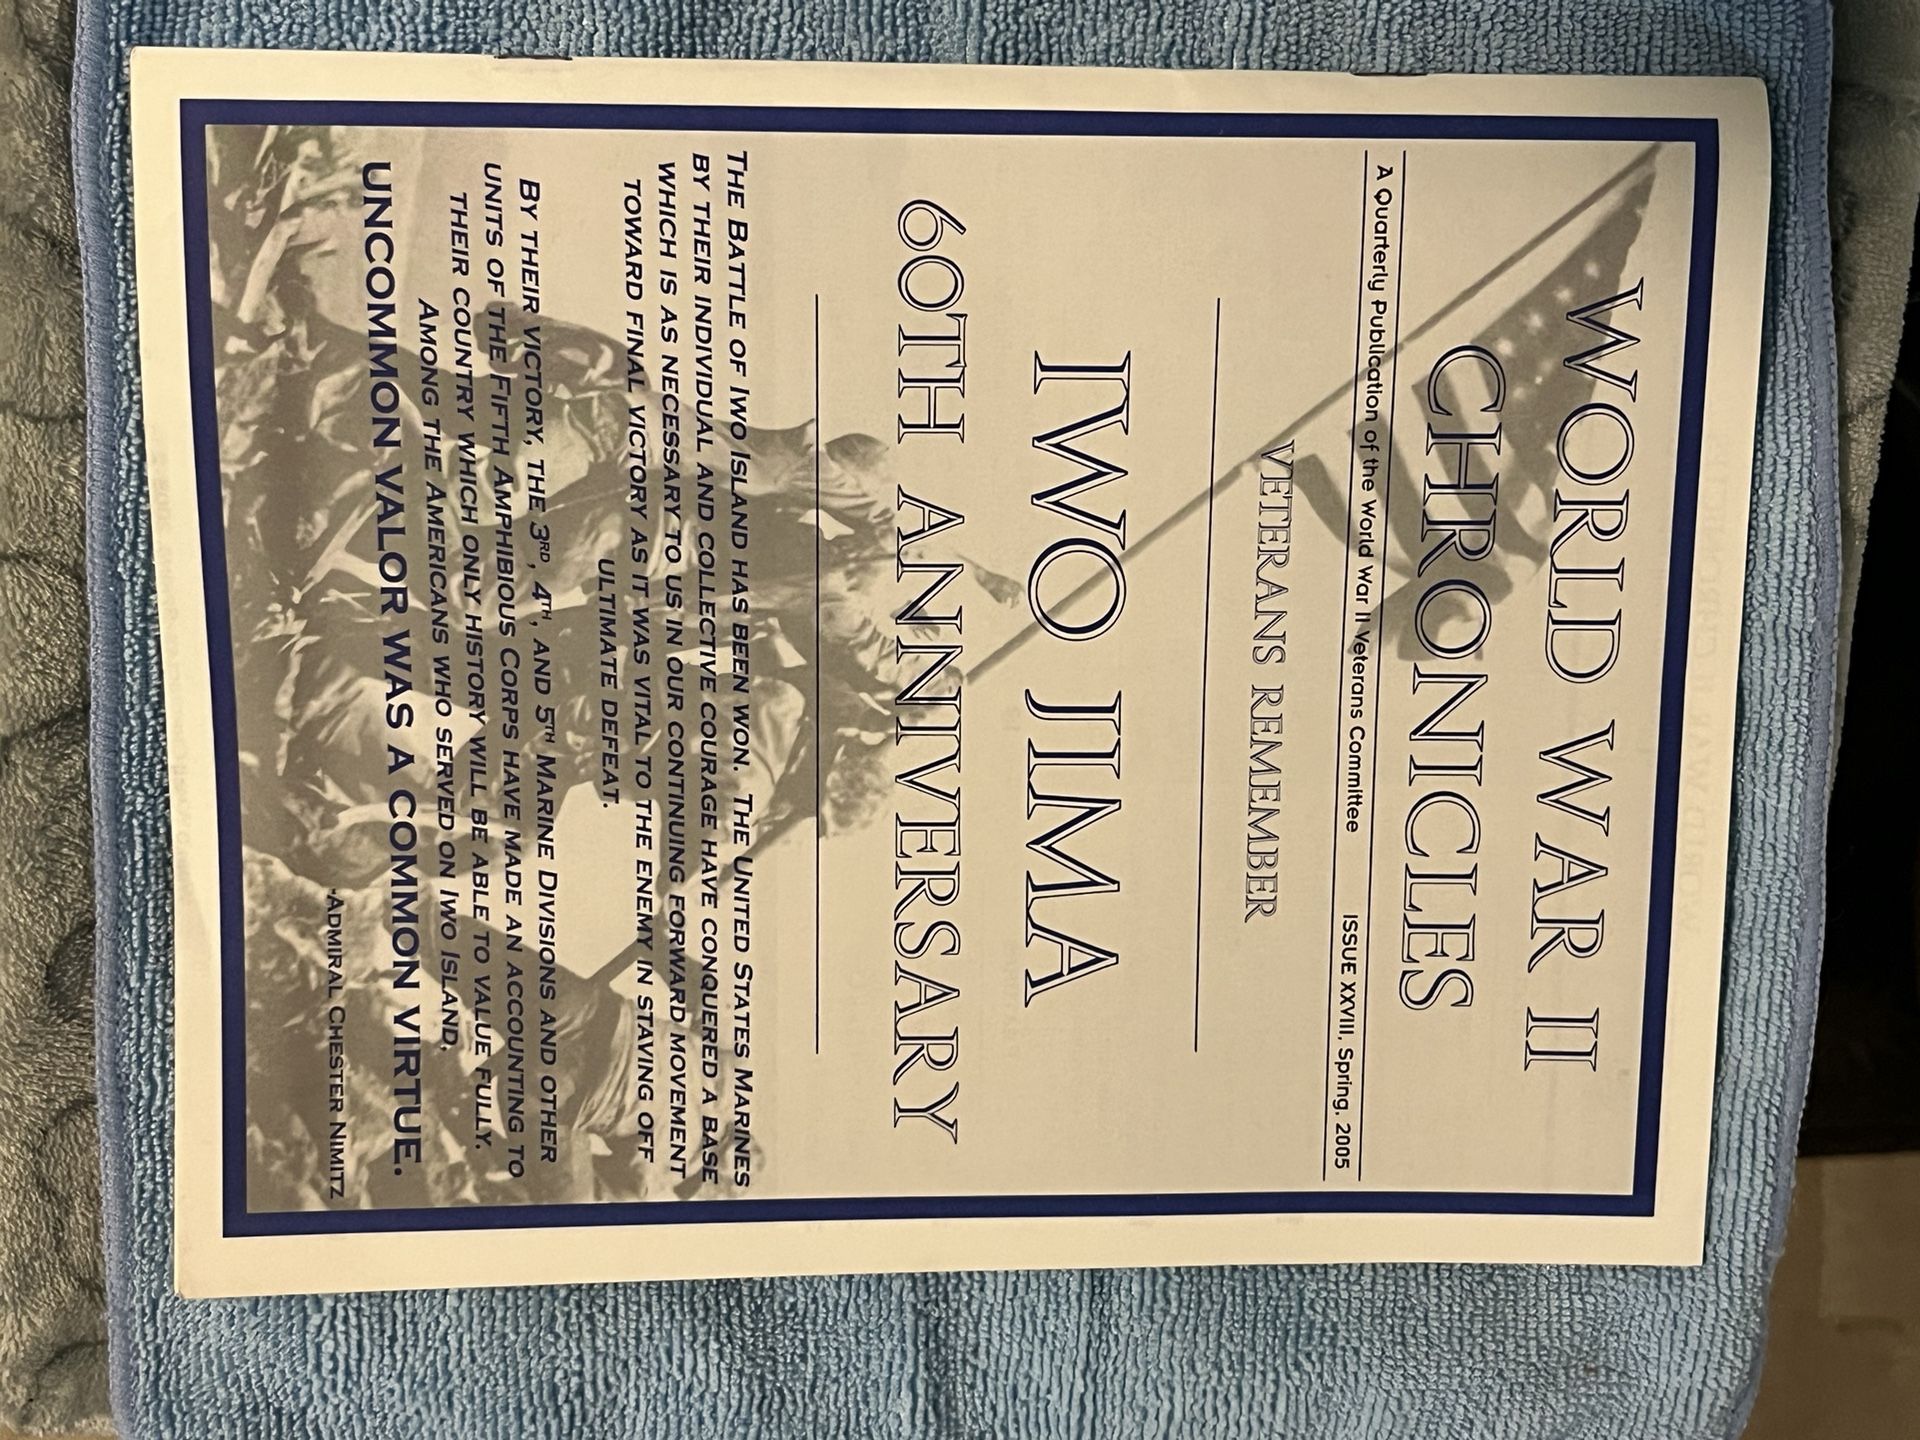 WORLD WAR II
CHRONICLES
A Quarterly Publication of the World War II Veterans Committee ISSUE XXVIII, Spring, 2005
VETERANS REMEMBER
IWO JIMA
60TH ANNIVERSARY
THE BATTLE OF IWO ISLAND HAS BEEN WON. THE UNITED STATES MARINES
BY THEIR INDIVIDUAL AND COLLECTIVE COURAGE HAVE CONQUERED A BASE
WHICH IS AS NECESSARY TO US IN OUR CONTINUING FORWARD MOVEMENT
TOWARD FINAL VICTORY AS IT WAS VITAL TO THE ENEMY IN STAVING OFF
ULTIMATE DEFEAT.
BY THEIR VICTORY, THE 3RD, 4TH, AND 5TH MARINE DIVISIONS AND OTHER
UNITS OF THE FIFTH AMPHIBIOUS CORPS HAVE MADE AN ACCOUNTING TO
THEIR COUNTRY WHICH ONLY HISTORY WILL BE ABLE TO VALUE FULLY.
AMONG THE AMERICANS WHO SERVED ON IWO ISLAND,
UNCOMMON VALOR WAS A COMMON VIRTUE.
-ADMIRAL CHESTER NIMITZ